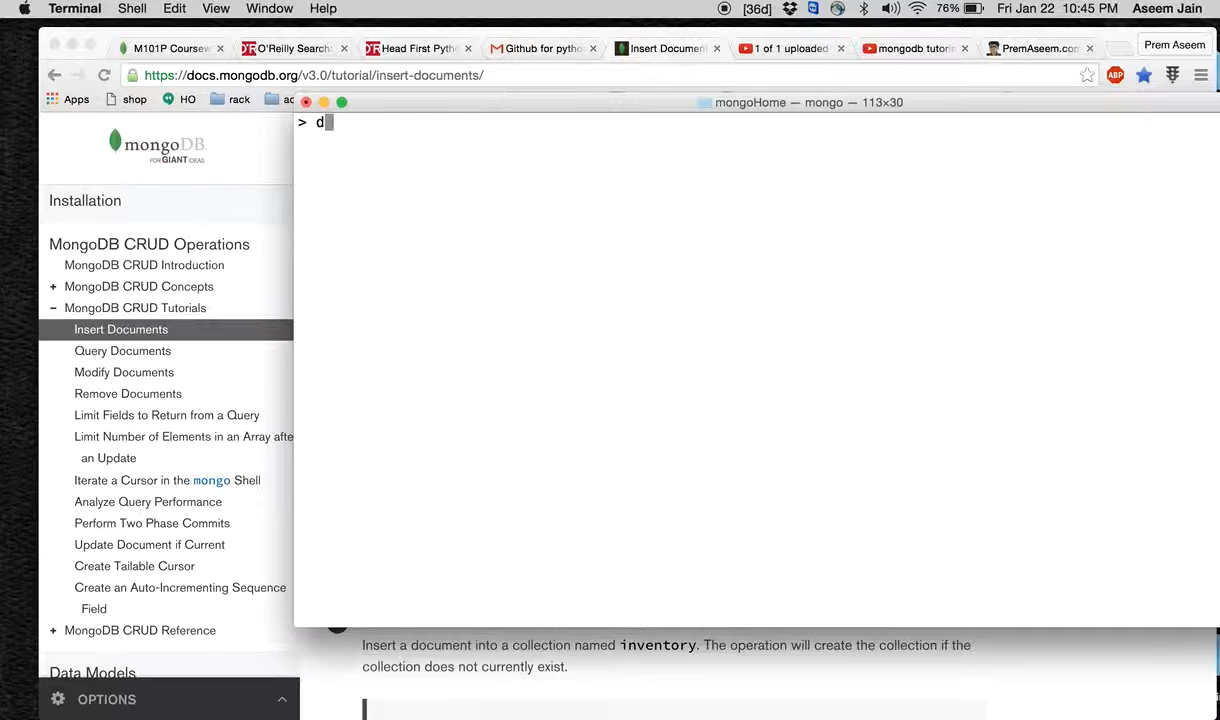 Terminal Shell Edit View Window Help [36d] 76% Fri Jan 22 10:45 PM Aseem Jain
M101P Coursew × O'Reilly Search: × Head First Pytho × Github for pytho × Insert Document × 1 of 1 uploaded × mongodb tutoria × PremAseem.com × Prem Aseem
https://docs.mongodb.org/v3.0/tutorial/insert-documents/ ABP
Apps shop HO rack
mongoHome — mongo — 113×30
> d
mongoDB
FOR GIANT IDEAS
Installation
MongoDB CRUD Operations
MongoDB CRUD Introduction
+ MongoDB CRUD Concepts
– MongoDB CRUD Tutorials
Insert Documents
Query Documents
Modify Documents
Remove Documents
Limit Fields to Return from a Query
Limit Number of Elements in an Array afte
an Update
Iterate a Cursor in the mongo Shell
Analyze Query Performance
Perform Two Phase Commits
Update Document if Current
Create Tailable Cursor
Create an Auto-Incrementing Sequence
Field
+ MongoDB CRUD Reference
Data Models
OPTIONS
Insert a document into a collection named inventory. The operation will create the collection if the
collection does not currently exist.